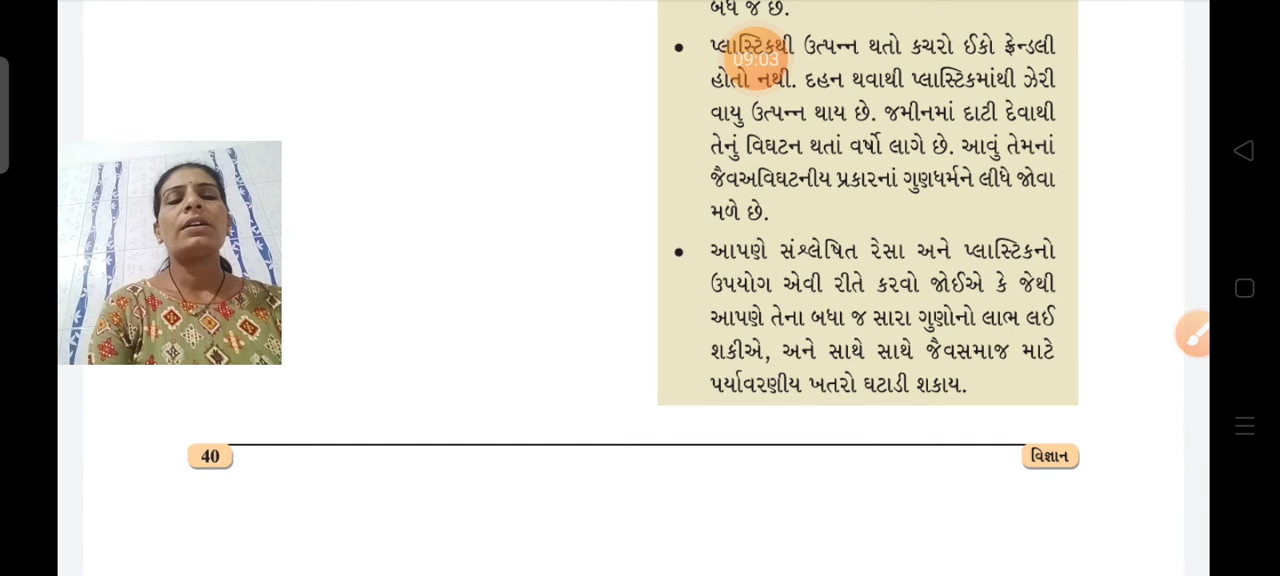 બધે જ છે.
• પ્લાસ્ટિકથી ઉત્પન્ન થતો કચરો ઈકો ફ્રેન્ડલી
હોતો નથી. દહન થવાથી પ્લાસ્ટિકમાંથી ઝેરી
વાયુ ઉત્પન્ન થાય છે. જમીનમાં દાટી દેવાથી
તેનું વિઘટન થતાં વર્ષો લાગે છે. આવું તેમનાં
જૈવઅવિઘટનીય પ્રકારનાં ગુણધર્મને લીધે જોવા
મળે છે.
• આપણે સંશ્લેષિત રેસા અને પ્લાસ્ટિકનો
ઉપયોગ એવી રીતે કરવો જોઈએ કે જેથી
આપણે તેના બધા જ સારા ગુણોનો લાભ લઈ
શકીએ, અને સાથે સાથે જૈવસમાજ માટે
પર્યાવરણીય ખતરો ઘટાડી શકાય.
09:03
40
વિજ્ઞાન